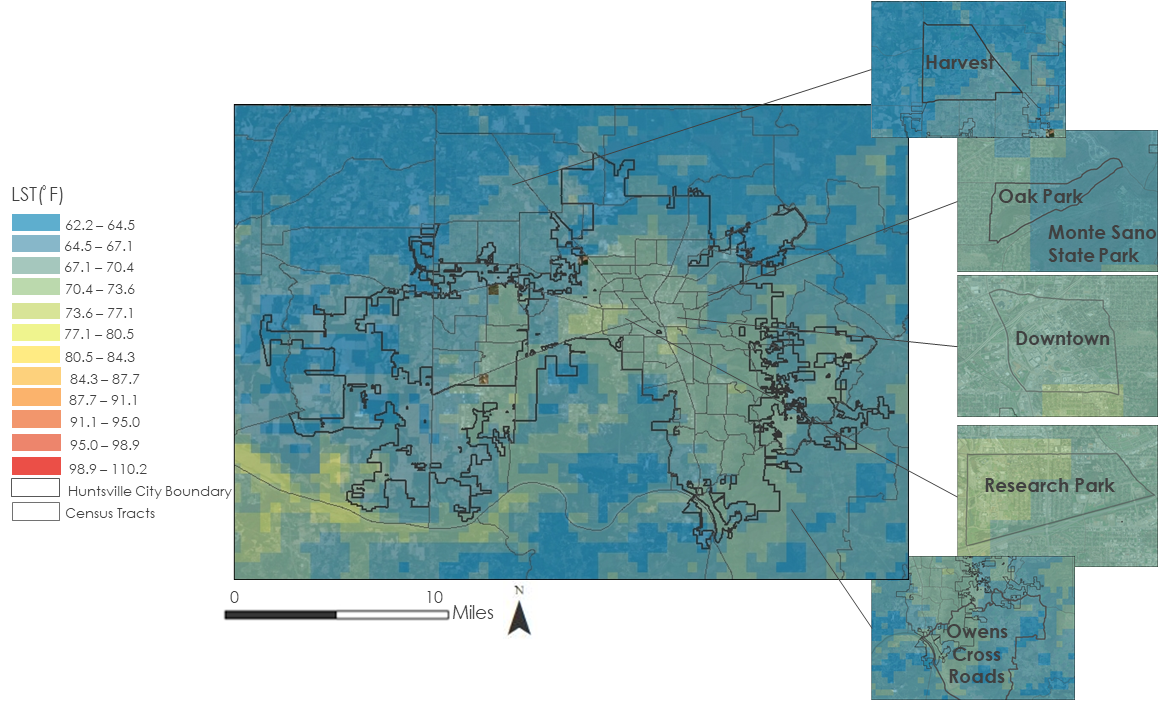 LST(°F)
62.2 – 64.5
64.5 – 67.1
67.1 – 70.4
70.4 – 73.6
73.6 – 77.1
77.1 – 80.5
80.5 – 84.3
84.3 – 87.7
87.7 – 91.1
91.1 – 95.0
95.0 – 98.9
98.9 – 110.2
Huntsville City Boundary
Census Tracts
0
10
Miles
N
Harvest
Oak Park
Monte Sano
State Park
Downtown
Research Park
Owens
Cross
Roads